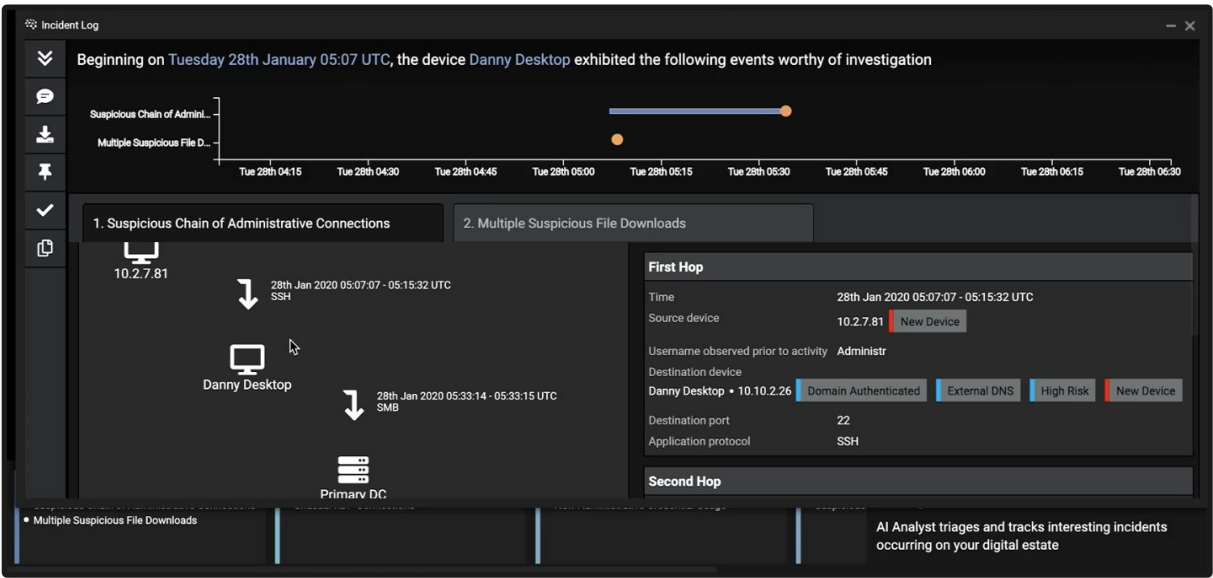 Incident Log
Beginning on Tuesday 28th January 05:07 UTC, the device Danny Desktop exhibited the following events worthy of investigation
Suspicious Chain of Admini...
Multiple Suspicious File D...
Tue 28th 04:15 Tue 28th 04:30 Tue 28th 04:45 Tue 28th 05:00 Tue 28th 05:15 Tue 28th 05:30 Tue 28th 05:45 Tue 28th 06:00 Tue 28th 06:15 Tue 28th 06:30
1. Suspicious Chain of Administrative Connections
2. Multiple Suspicious File Downloads
10.2.7.81
28th Jan 2020 05:07:07 - 05:15:32 UTC
SSH
Danny Desktop
28th Jan 2020 05:33:14 - 05:33:15 UTC
SMB
Primary DC
First Hop
Time 28th Jan 2020 05:07:07 - 05:15:32 UTC
Source device 10.2.7.81 New Device
Username observed prior to activity Administr
Destination device
Danny Desktop • 10.10.2.26 Domain Authenticated External DNS High Risk New Device
Destination port 22
Application protocol SSH
Second Hop
• Multiple Suspicious File Downloads
AI Analyst triages and tracks interesting incidents
occurring on your digital estate